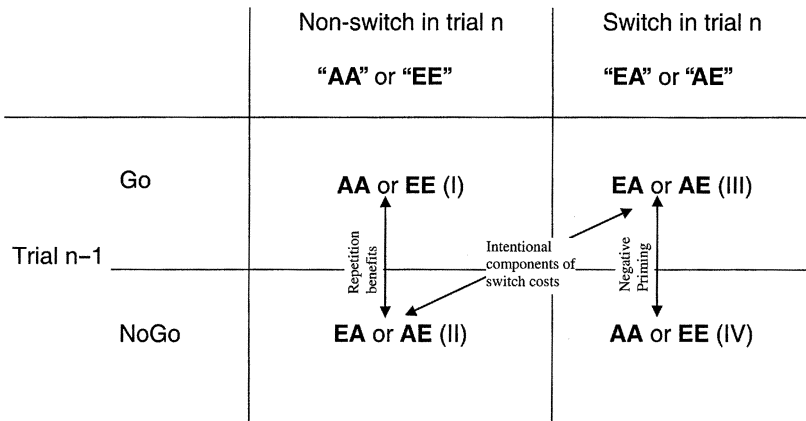 Non-switch in trial n
Switch in trial n
“AA” or “EE”
“EA” or “AE”
Go
AA or EE (I)
EA or AE (III)
Trial n–1
Repetition
benefits
Intentional
components of
switch costs
Negative
Priming
NoGo
EA or AE (II)
AA or EE (IV)